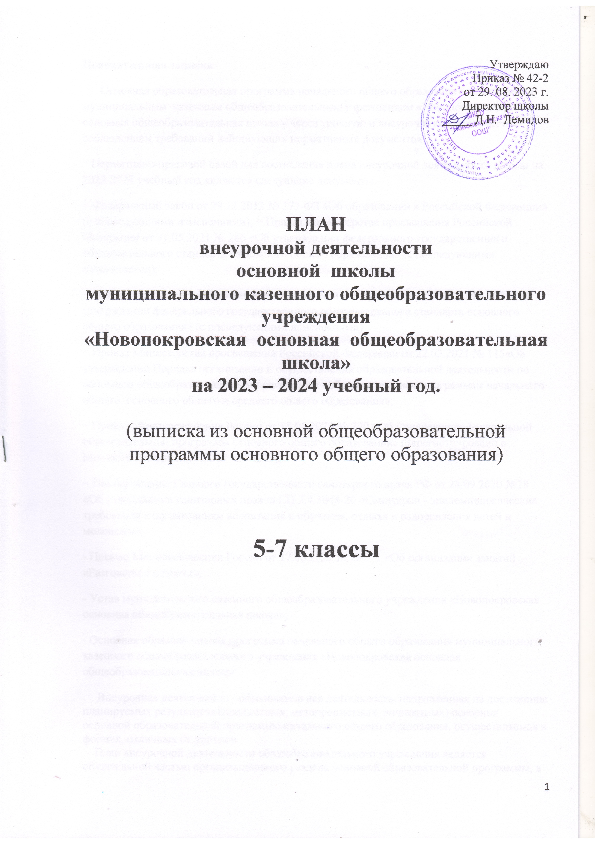 Утверждаю
Приказ № 42-2
от 29. 08. 2023 г.
Директор школы
Д.Н. Демидов
ПЛАН
внеурочной деятельности
основной школы
муниципального казенного общеобразовательного
учреждения
«Новопокровская основная общеобразовательная
школа»
на 2023 – 2024 учебный год.
(выписка из основной общеобразовательной
программы основного общего образования)
5-7 классы
1